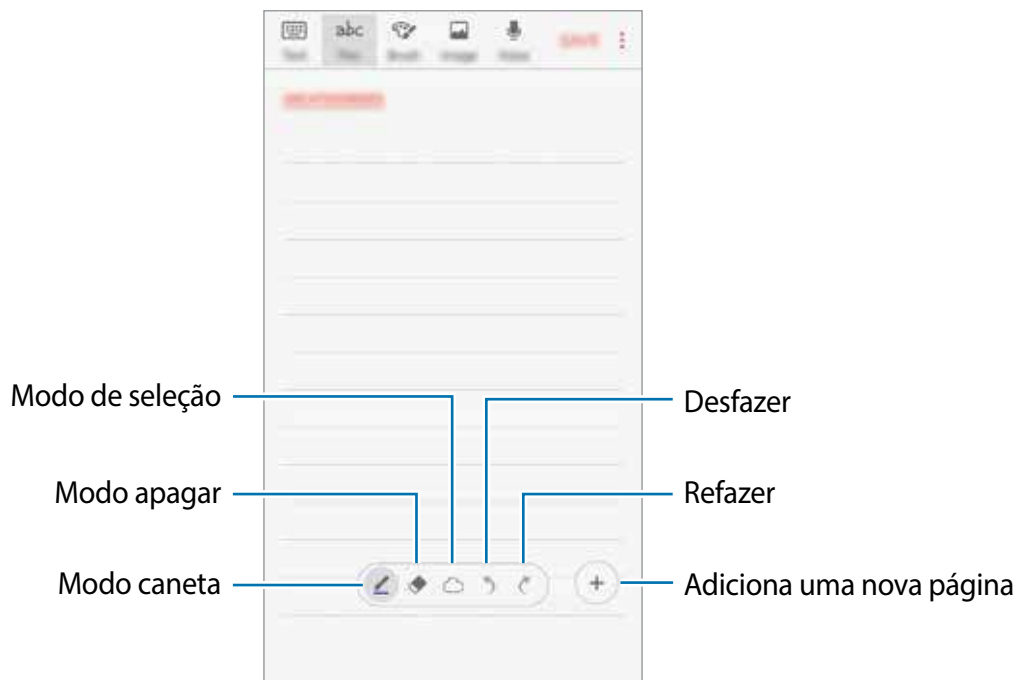 abc
SAVE
Modo de seleção
Desfazer
Modo apagar
Refazer
Modo caneta
Adiciona uma nova página